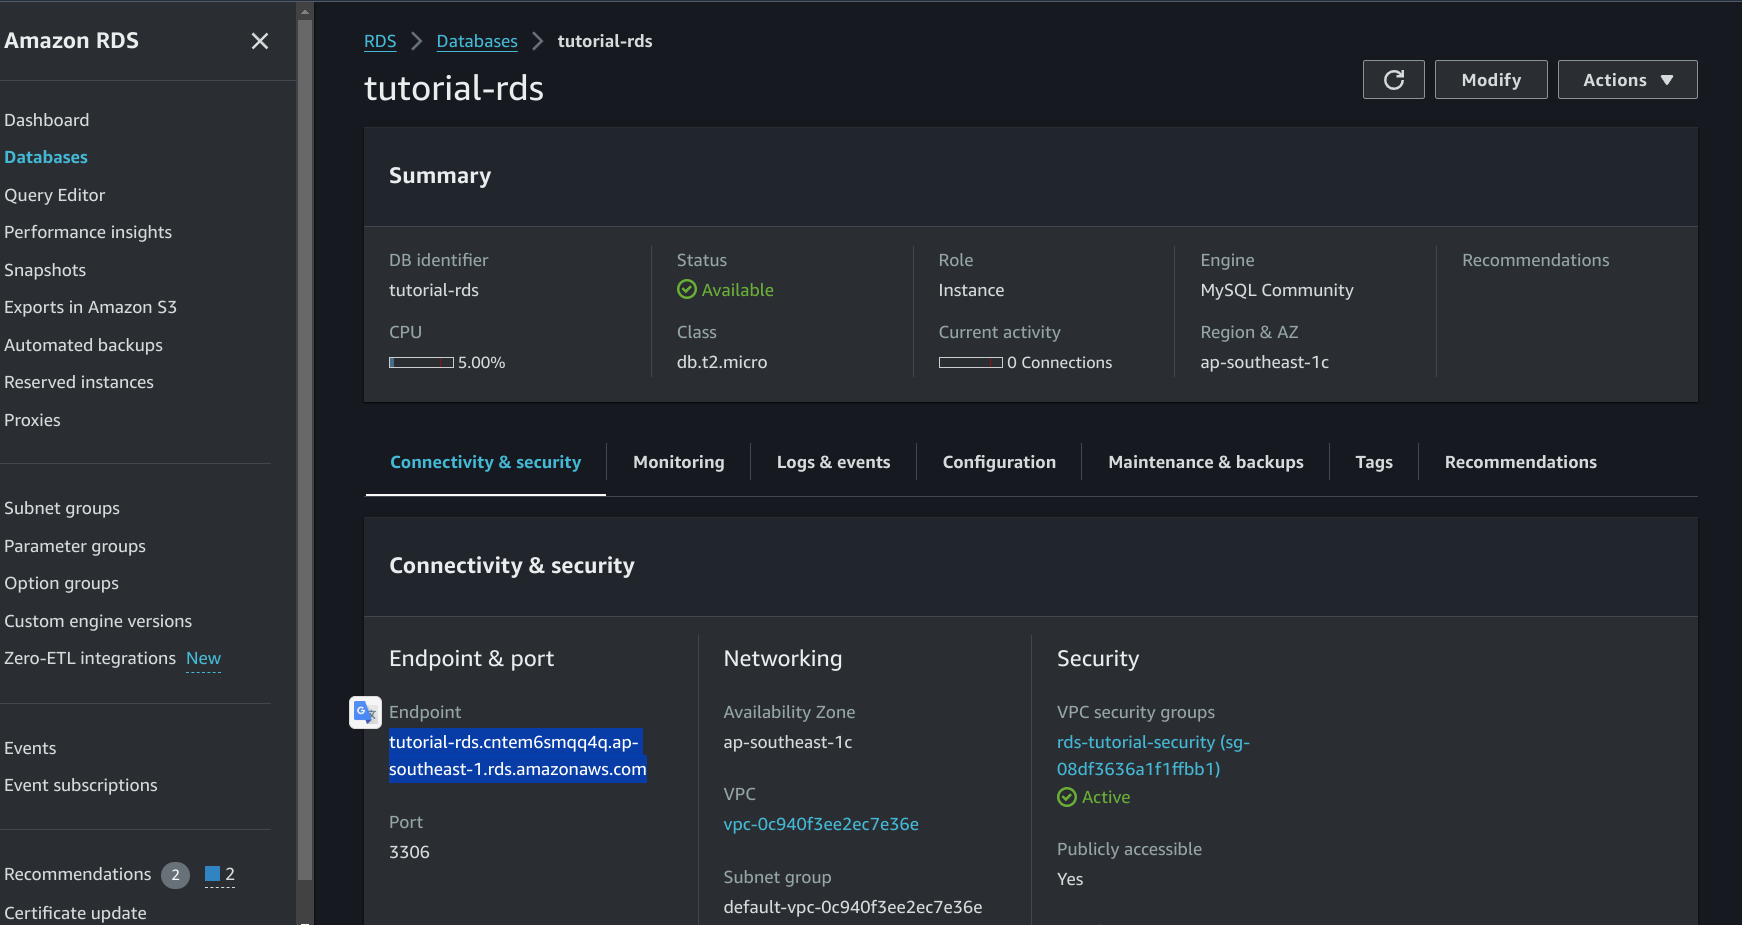 Amazon RDS
Dashboard
Databases
Query Editor
Performance insights
Snapshots
Exports in Amazon S3
Automated backups
Reserved instances
Proxies
Subnet groups
Parameter groups
Option groups
Custom engine versions
Zero-ETL integrations New
Events
Event subscriptions
Recommendations 2 2
Certificate update
RDS > Databases > tutorial-rds
tutorial-rds
Modify
Actions
Summary
DB identifier
tutorial-rds
CPU
5.00%
Status
Available
Class
db.t2.micro
Role
Instance
Current activity
0 Connections
Engine
MySQL Community
Region & AZ
ap-southeast-1c
Recommendations
Connectivity & security
Monitoring
Logs & events
Configuration
Maintenance & backups
Tags
Recommendations
Connectivity & security
Endpoint & port
Endpoint
tutorial-rds.cntem6smqq4q.ap-
southeast-1.rds.amazonaws.com
Port
3306
Networking
Availability Zone
ap-southeast-1c
VPC
vpc-0c940f3ee2ec7e36e
Subnet group
default-vpc-0c940f3ee2ec7e36e
Security
VPC security groups
rds-tutorial-security (sg-
08df3636a1f1ffbb1)
Active
Publicly accessible
Yes